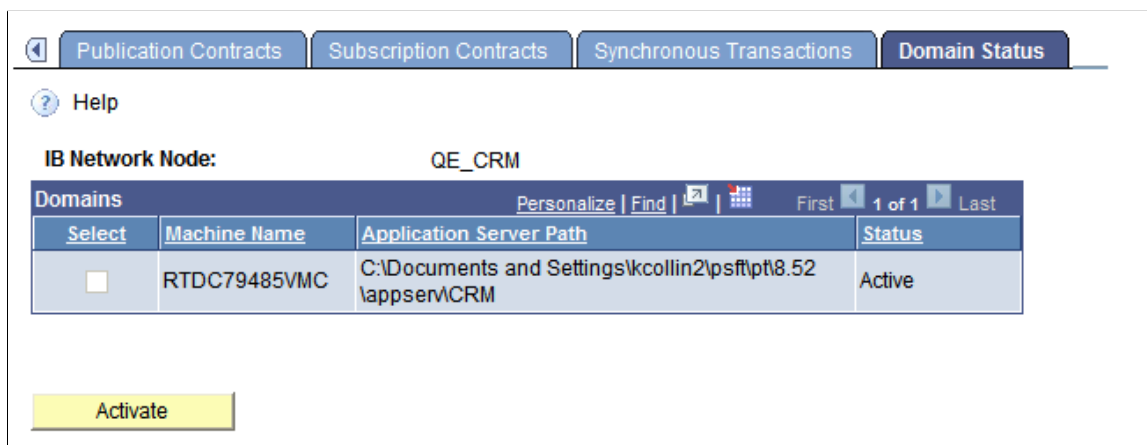 Publication Contracts Subscription Contracts Synchronous Transactions Domain Status
? Help
IB Network Node: QE_CRM
Domains Personalize | Find | | First 1 of 1 Last
Select Machine Name Application Server Path Status
RTDC79485VMC C:\Documents and Settings\kcollin2\psft\pt\8.52 Active
\appserv\CRM
Activate